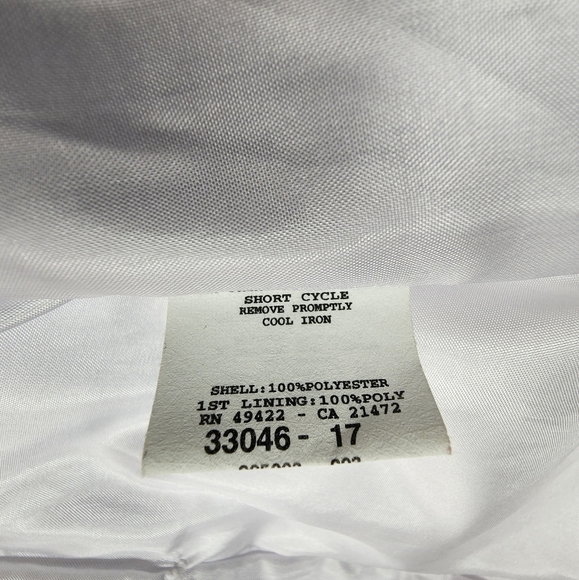 SHORT CYCLE
REMOVE PROMPTLY
COOL IRON
SHELL:100%POLYESTER
1ST LINING:100%POLY
RN 49422 - CA 21472
33046 - 17